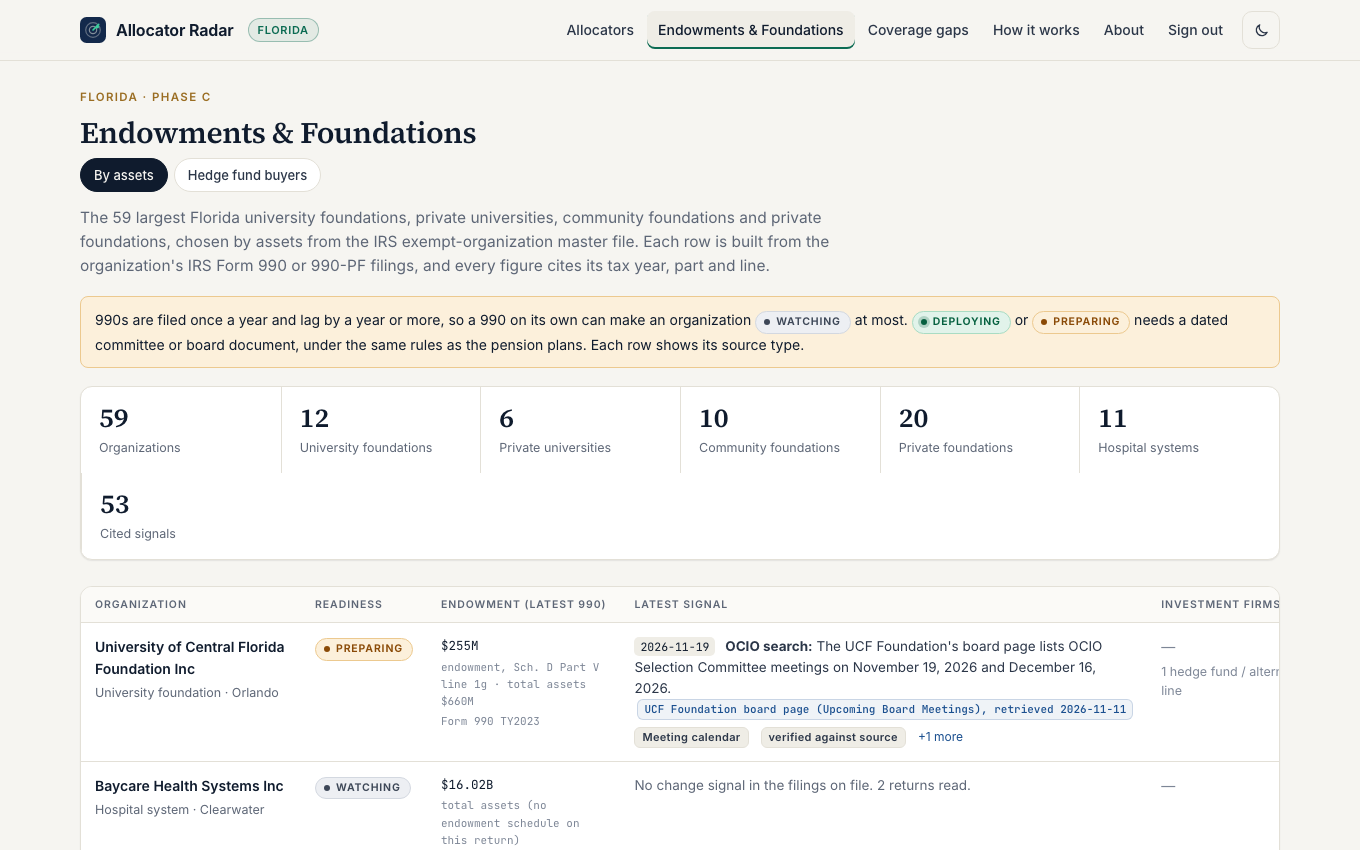 Allocator Radar FLORIDA Allocators Endowments & Foundations Coverage gaps How it works About Sign out
FLORIDA · PHASE C
Endowments & Foundations
By assets Hedge fund buyers
The 59 largest Florida university foundations, private universities, community foundations and private
foundations, chosen by assets from the IRS exempt-organization master file. Each row is built from the
organization's IRS Form 990 or 990-PF filings, and every figure cites its tax year, part and line.
990s are filed once a year and lag by a year or more, so a 990 on its own can make an organization WATCHING at most. DEPLOYING or PREPARING needs a dated
committee or board document, under the same rules as the pension plans. Each row shows its source type.
59 12 6 10 20 11
Organizations University foundations Private universities Community foundations Private foundations Hospital systems
53
Cited signals
ORGANIZATION READINESS ENDOWMENT (LATEST 990) LATEST SIGNAL INVESTMENT FIRMS
University of Central Florida
Foundation Inc
University foundation · Orlando
PREPARING
$255M
endowment, Sch. D Part V
line 1g · total assets
$660M
Form 990 TY2023
2026-11-19 OCIO search: The UCF Foundation's board page lists OCIO
Selection Committee meetings on November 19, 2026 and December 16,
2026.
UCF Foundation board page (Upcoming Board Meetings), retrieved 2026-11-11
Meeting calendar verified against source +1 more
—
1 hedge fund / altern
line
Baycare Health Systems Inc
Hospital system · Clearwater
WATCHING
$16.02B
total assets (no
endowment schedule on
this return)
No change signal in the filings on file. 2 returns read.
—